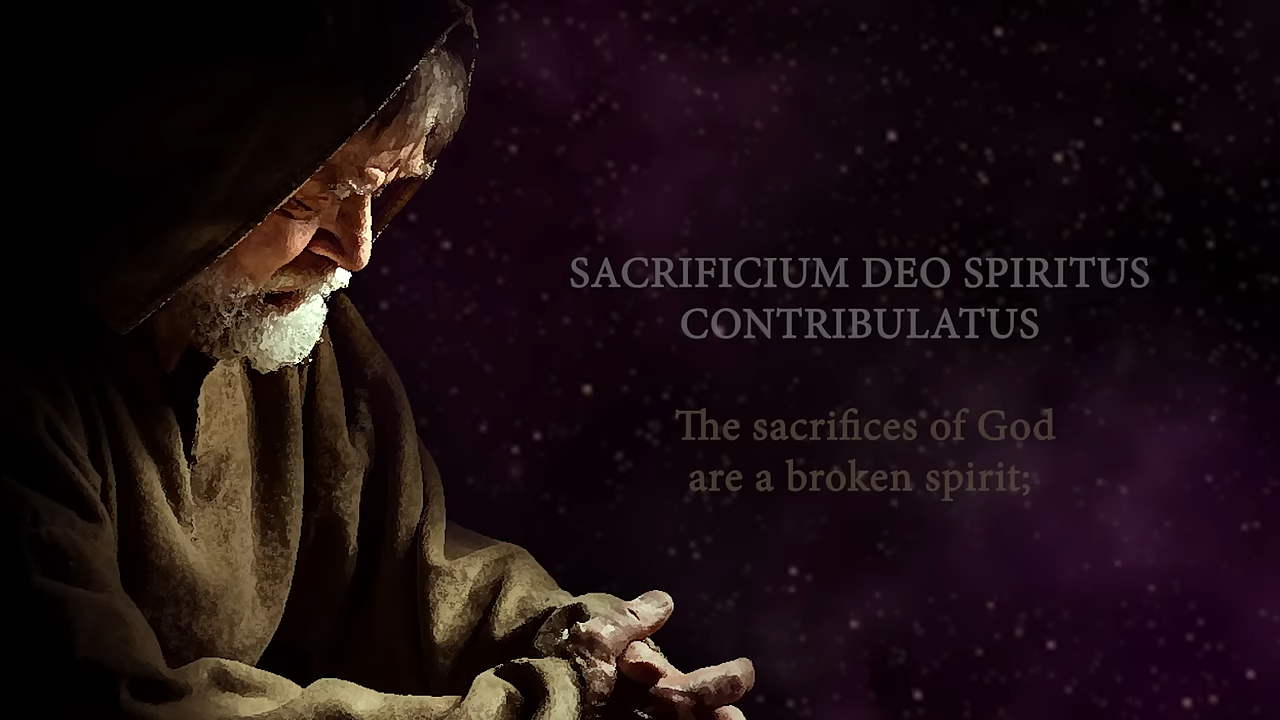 SACRIFICIUM DEO SPIRITUS
CONTRIBULATUS
The sacrifices of God
are a broken spirit;